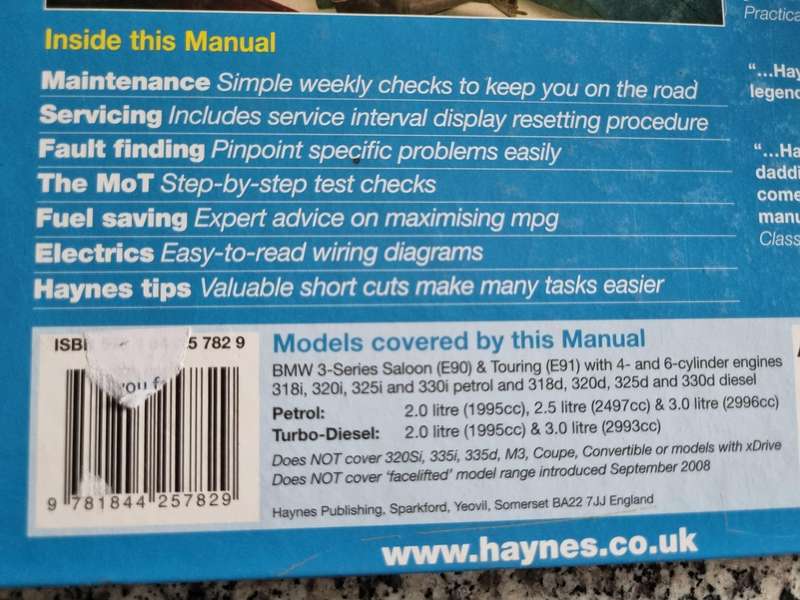 Inside this Manual
Maintenance Simple weekly checks to keep you on the road
Servicing Includes service interval display resetting procedure
Fault finding Pinpoint specific problems easily
The MoT Step-by-step test checks
Fuel saving Expert advice on maximising mpg
Electrics Easy-to-read wiring diagrams
Haynes tips Valuable short cuts make many tasks easier
Practica
“...Hay
legend
“...Ha
daddi
come
manu
Class
ISB 5 782 9
you f
9 781844 257829
Models covered by this Manual
BMW 3-Series Saloon (E90) & Touring (E91) with 4- and 6-cylinder engines
318i, 320i, 325i and 330i petrol and 318d, 320d, 325d and 330d diesel
Petrol: 2.0 litre (1995cc), 2.5 litre (2497cc) & 3.0 litre (2996cc)
Turbo-Diesel: 2.0 litre (1995cc) & 3.0 litre (2993cc)
Does NOT cover 320Si, 335i, 335d, M3, Coupe, Convertible or models with xDrive
Does NOT cover ‘facelifted’ model range introduced September 2008
Haynes Publishing, Sparkford, Yeovil, Somerset BA22 7JJ England
www.haynes.co.uk